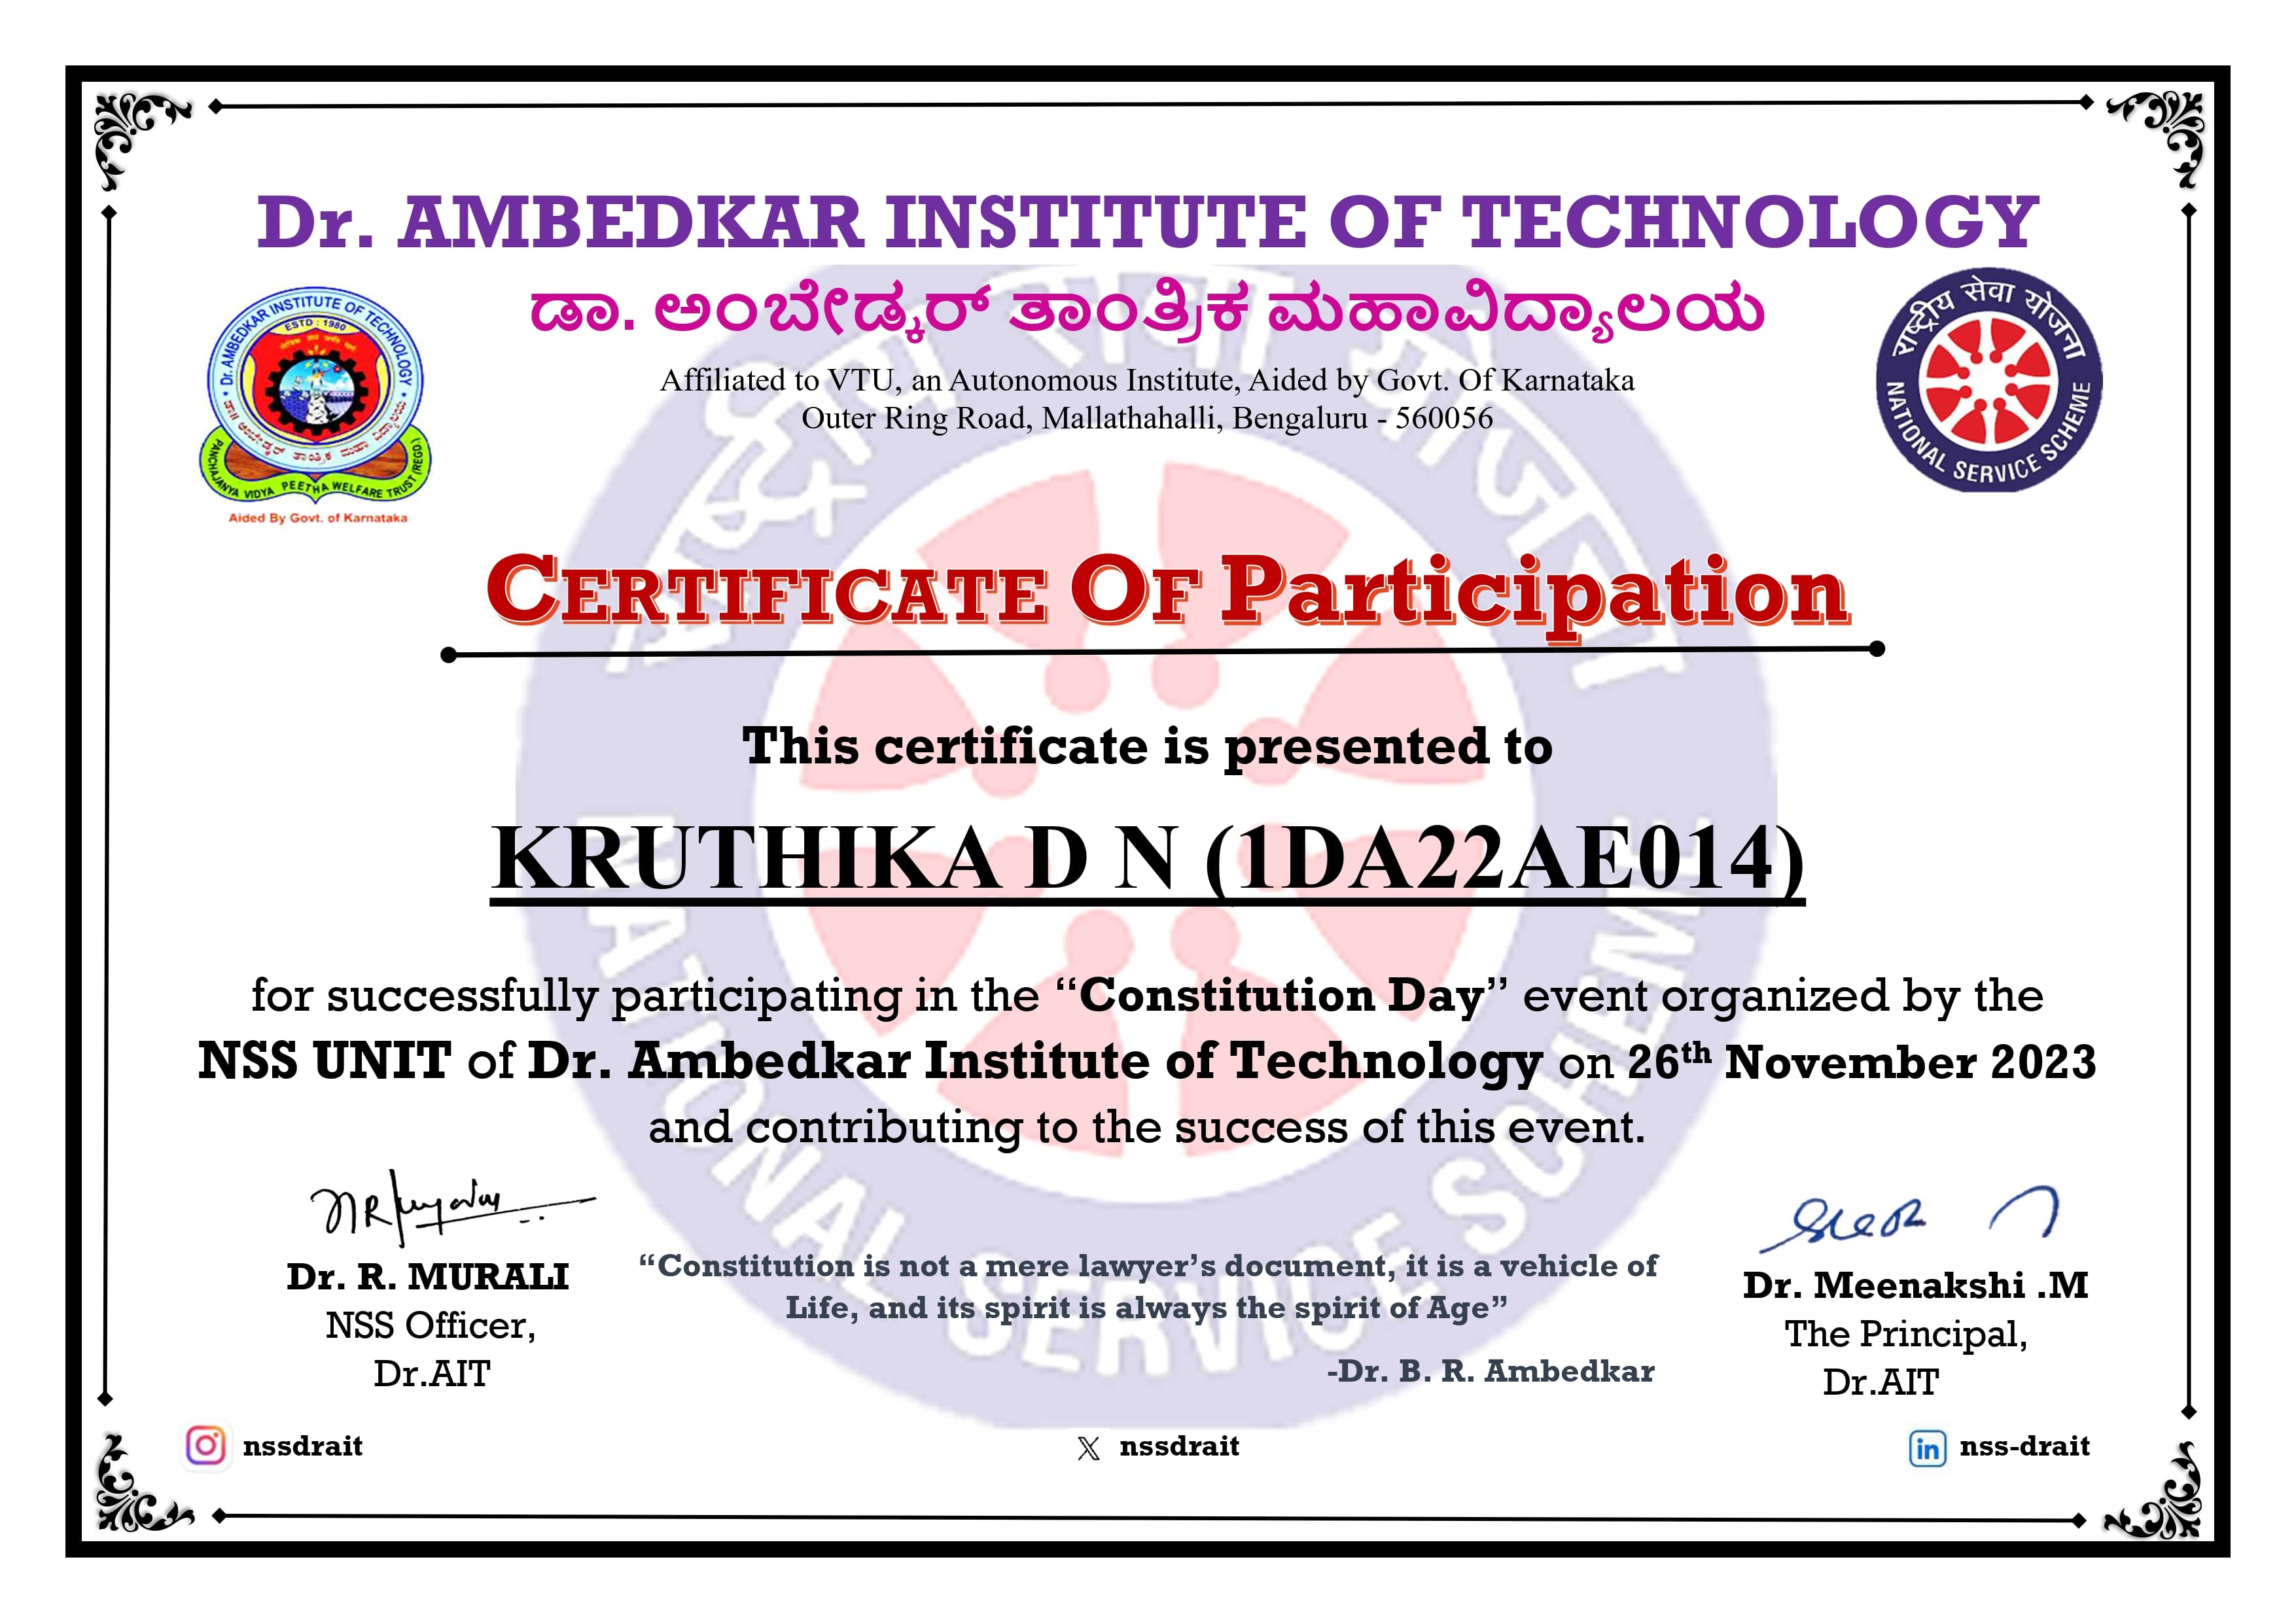 Dr. AMBEDKAR INSTITUTE OF TECHNOLOGY
ಡಾ. ಅಂಬೇಡ್ಕರ್ ತಾಂತ್ರಿಕ ಮಹಾವಿದ್ಯಾಲಯ
Affiliated to VTU, an Autonomous Institute, Aided by Govt. Of Karnataka
Outer Ring Road, Mallathahalli, Bengaluru - 560056
Dr. AMBEDKAR INSTITUTE OF TECHNOLOGY
ESTD : 1980
PANCHAJANYA VIDYA PEETHA WELFARE TRUST (REGD)
Aided By Govt. of Karnataka
राष्ट्रीय सेवा योजना
NATIONAL SERVICE SCHEME
CERTIFICATE OF Participation
This certificate is presented to
KRUTHIKA D N (1DA22AE014)
for successfully participating in the “Constitution Day” event organized by the
NSS UNIT of Dr. Ambedkar Institute of Technology on 26th November 2023
and contributing to the success of this event.
Dr. R. MURALI
NSS Officer,
Dr.AIT
“Constitution is not a mere lawyer’s document, it is a vehicle of
Life, and its spirit is always the spirit of Age”
-Dr. B. R. Ambedkar
Dr. Meenakshi .M
The Principal,
Dr.AIT
nssdrait
nssdrait
nss-drait
राष्ट्रीय सेवा योजना
NATIONAL SERVICE SCHEME